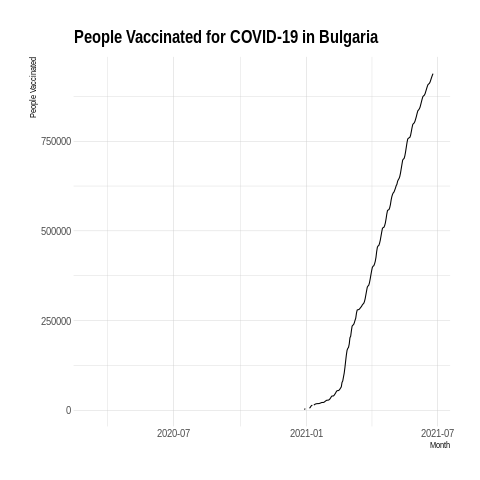 People Vaccinated for COVID-19 in Bulgaria
People Vaccinated
750000
500000
250000
0
2020-07 2021-01 2021-07
Month